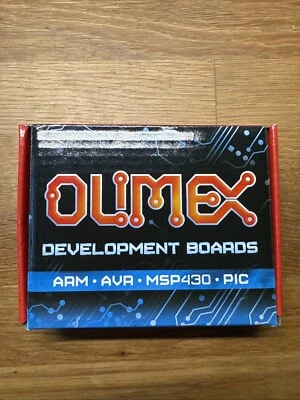 OLIMEX
DEVELOPMENT BOARDS
ARM • AVR • MSP430 • PIC